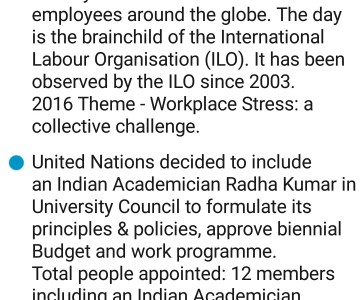 employees around the globe. The day
is the brainchild of the International
Labour Organisation (ILO). It has been
observed by the ILO since 2003.
2016 Theme - Workplace Stress: a
collective challenge.
United Nations decided to include
an Indian Academician Radha Kumar in
University Council to formulate its
principles & policies, approve biennial
Budget and work programme.
Total people appointed: 12 members
including an Indian Academician